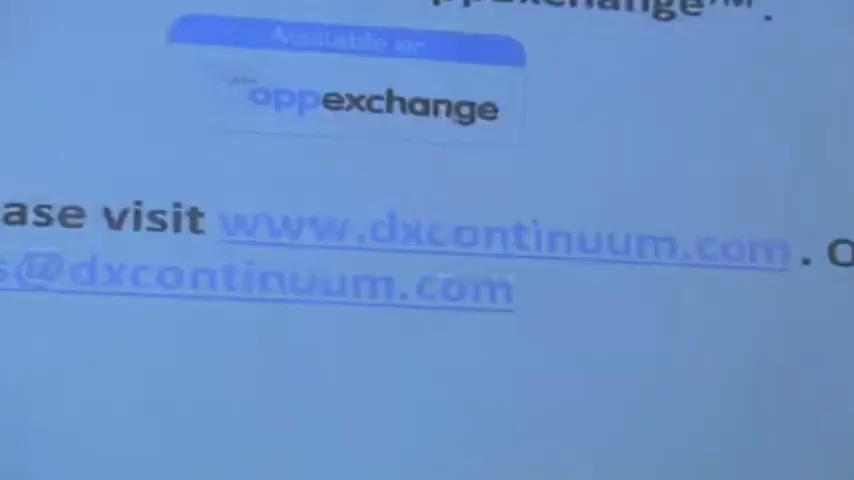 Available on
appexchange
ase visit www.dxcontinuum.com . O
s@dxcontinuum.com